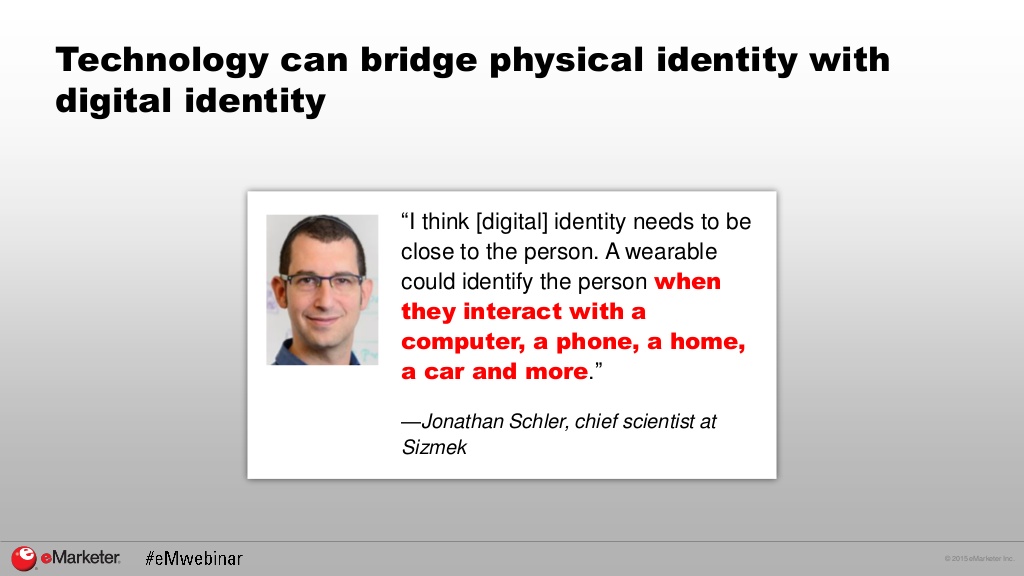 Technology can bridge physical identity with
digital identity
“I think [digital] identity needs to be
close to the person. A wearable
could identify the person when
they interact with a
computer, a phone, a home,
a car and more.”
—Jonathan Schler, chief scientist at
Sizmek
eMarketer.
#eMwebinar
© 2015 eMarketer Inc.